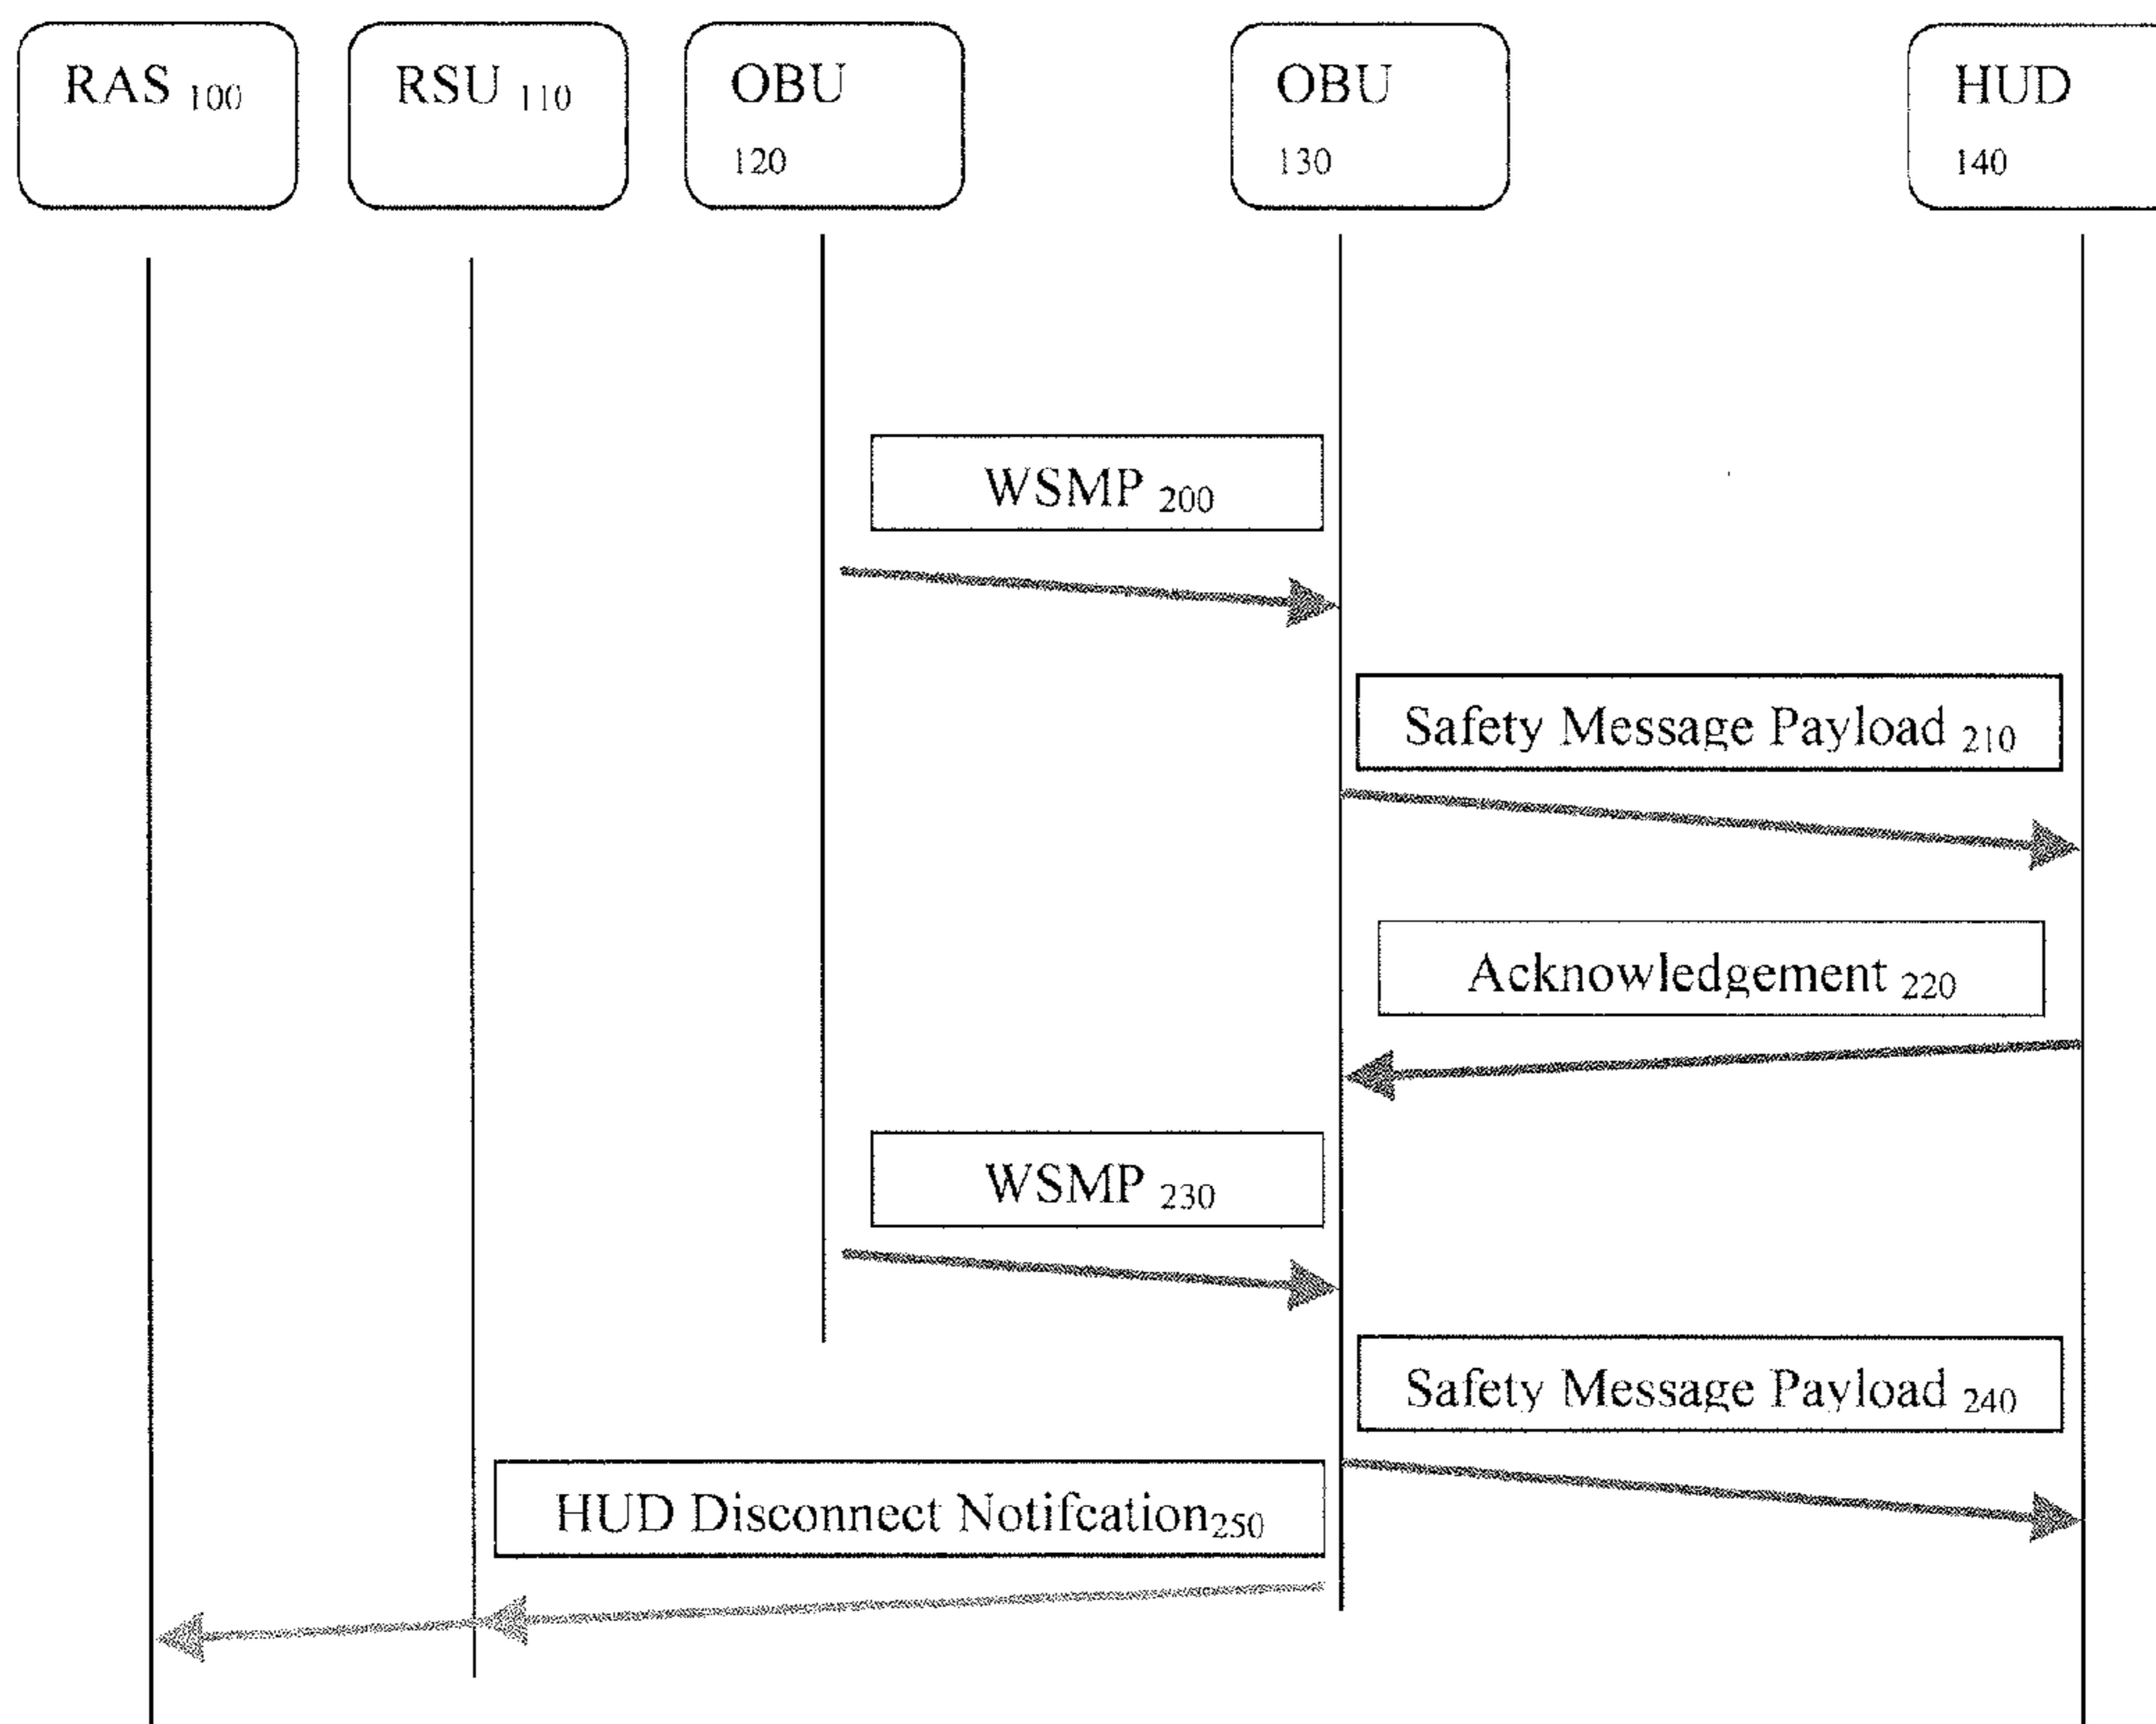 RAS 100
RSU 110
OBU
120
OBU
130
HUD
140
WSMP 200
Safety Message Payload 210
Acknowledgement 220
WSMP 230
Safety Message Payload 240
HUD Disconnect Notifcation250